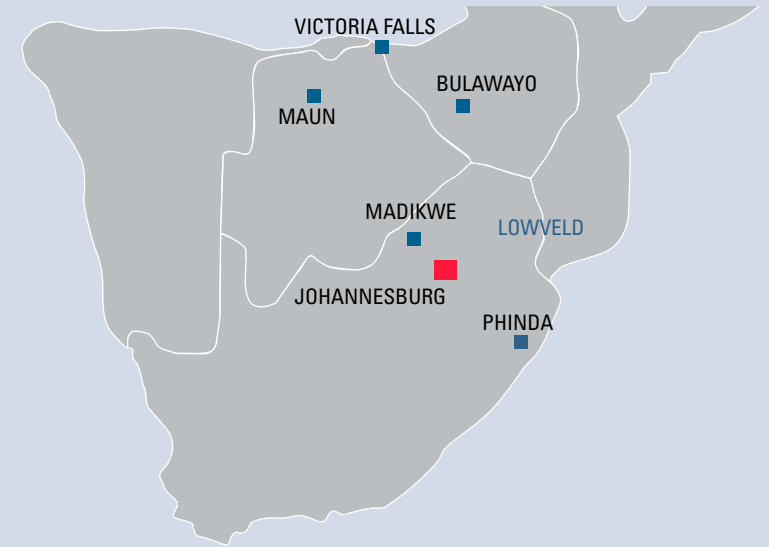 VICTORIA FALLS
BULAWAYO
MAUN
MADIKWE
LOWVELD
JOHANNESBURG
PHINDA